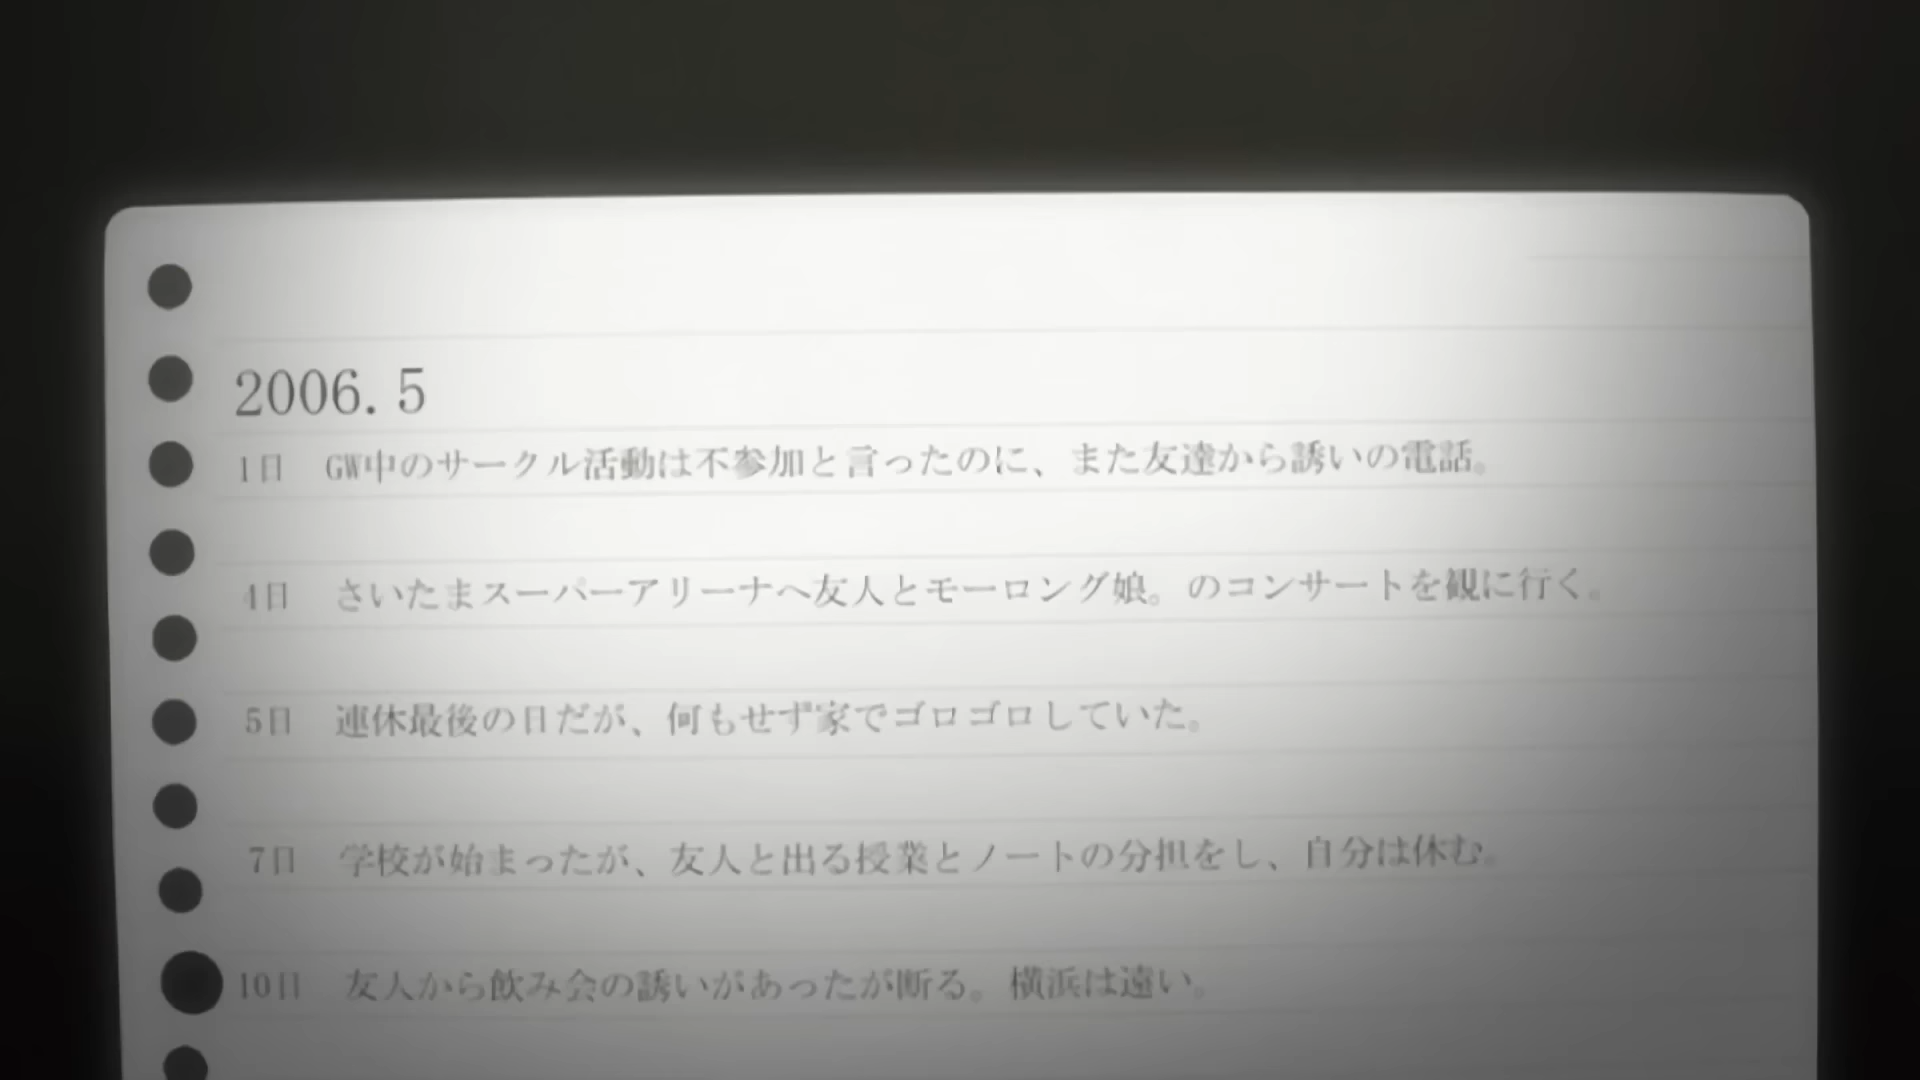 2006.5
1日 GW中のサークル活動は不参加と言ったのに、また友達から誘いの電話。
4日 さいたまスーパーアリーナへ友人とモーロング娘。のコンサートを観に行く。
5日 連休最後の日だが、何もせず家でゴロゴロしていた。
7日 学校が始まったが、友人と出る授業とノートの分担をし、自分は休む。
10日 友人から飲み会の誘いがあったが断る。横浜は遠い。